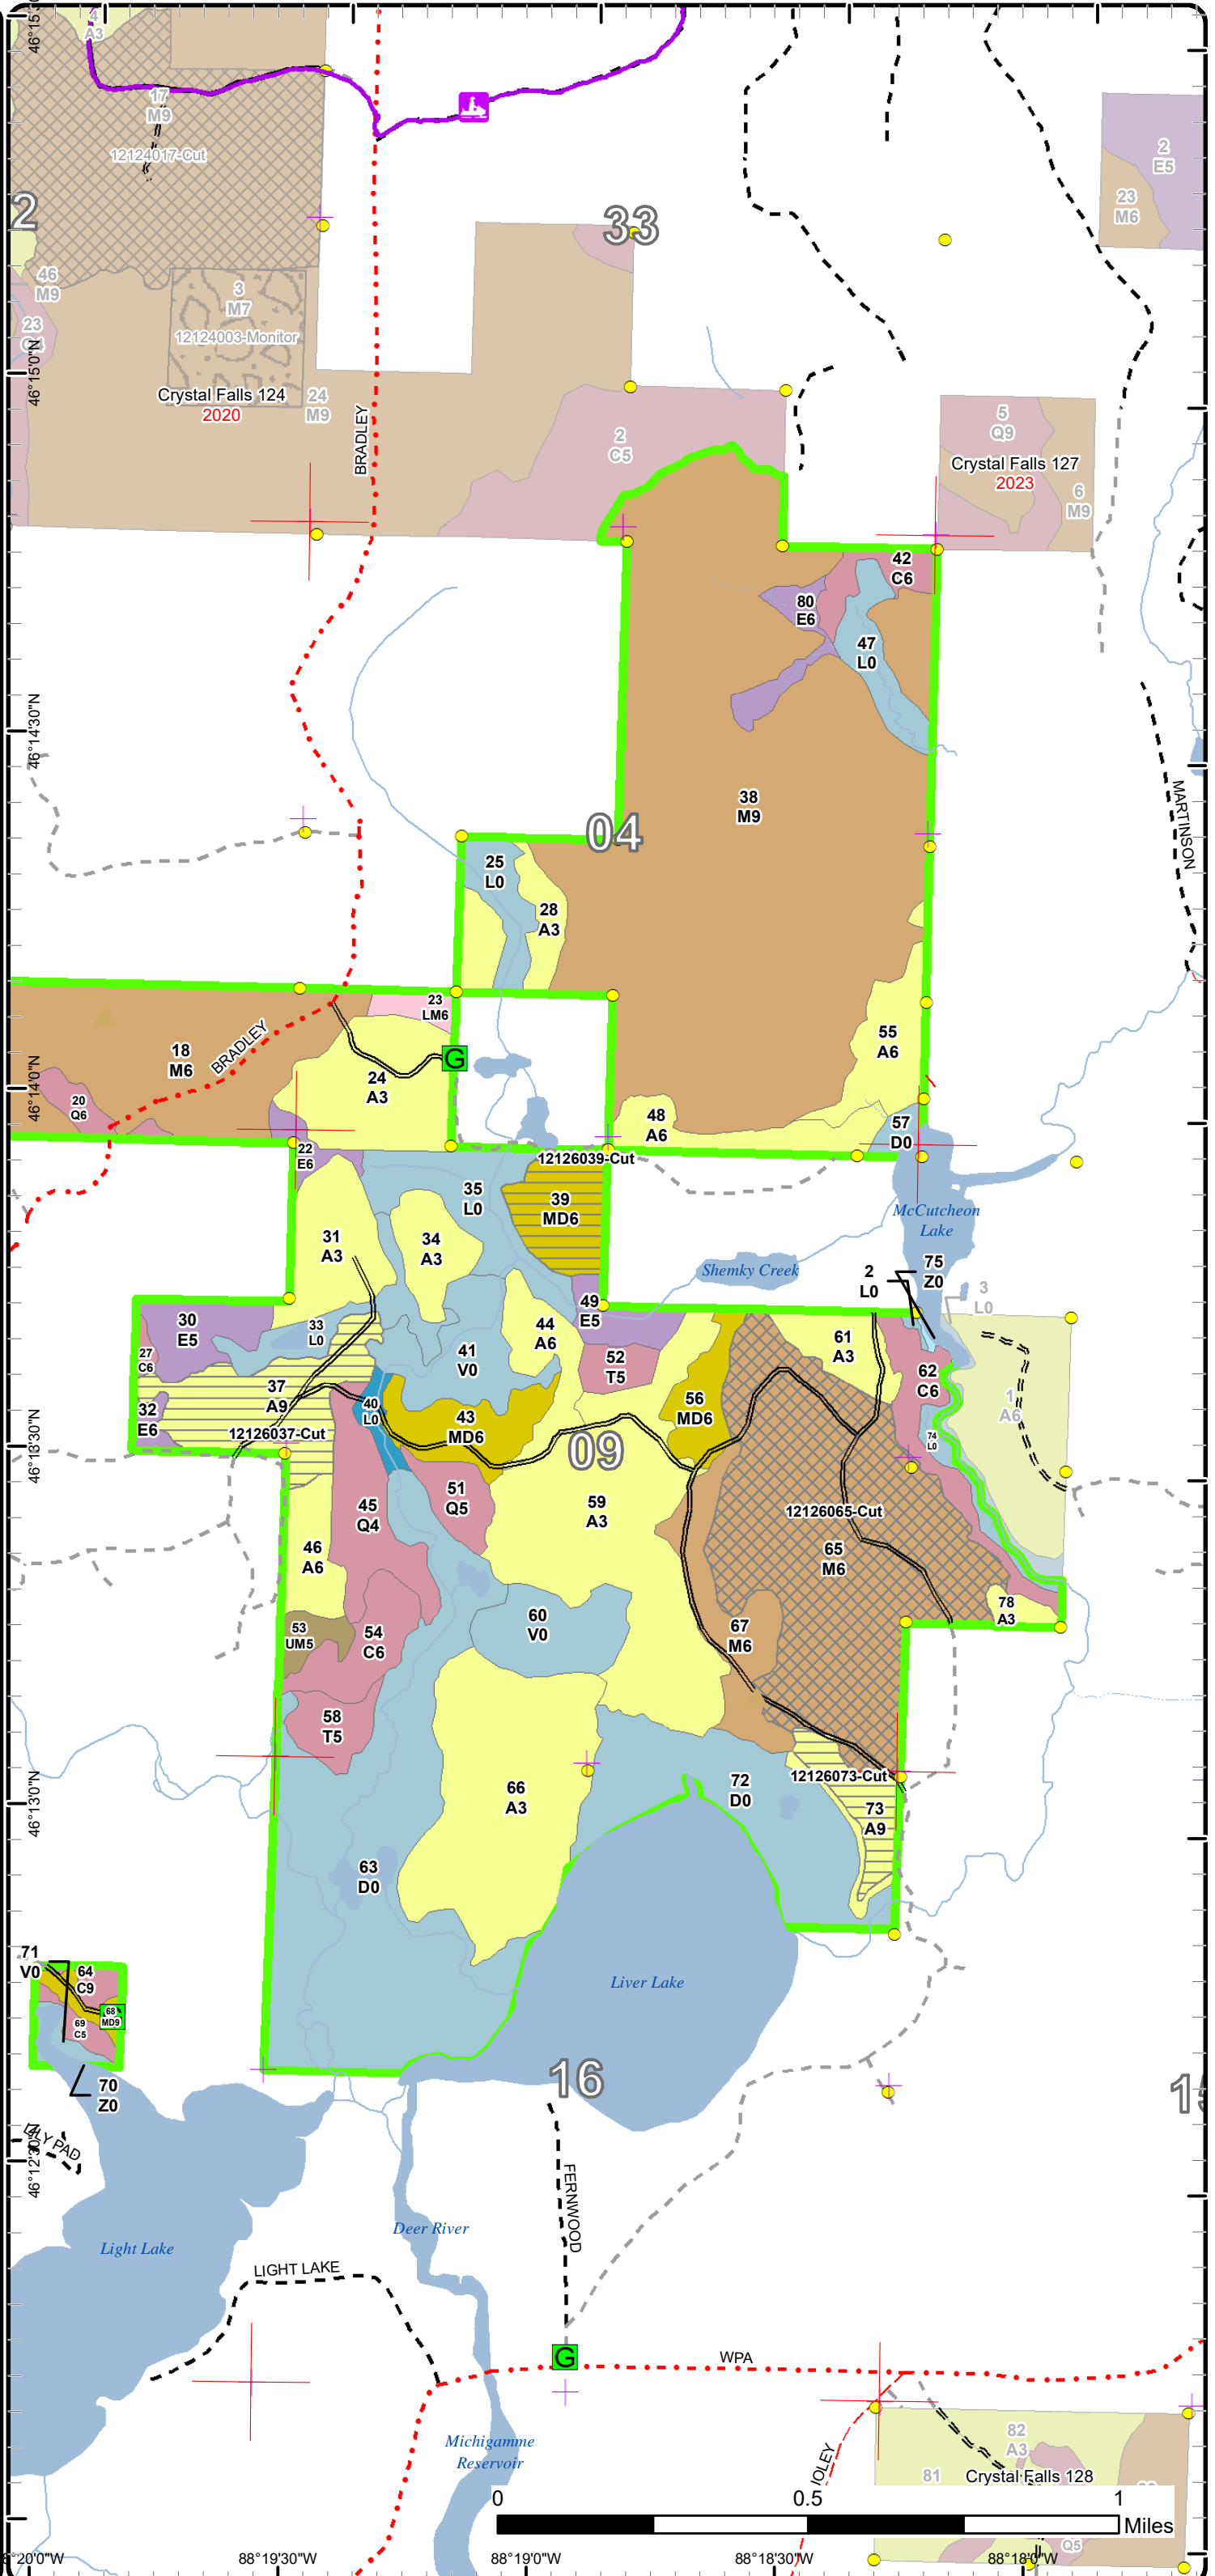 4
A3
17
M9
12124017-Cut
2
E5
23
M6
2
33
46
M9
3
M7
12124003-Monitor
23
24
M9
Crystal Falls 124
2020
BRADLEY
2
C5
5
Q9
Crystal Falls 127
2023
6
M9
46°15'0"N
42
C6
80
E6
47
L0
46°14'30"N
38
M9
04
MARTINSON
25
L0
28
A3
23
LM6
18
M6
BRADLEY
G
24
A3
55
A6
20
Q6
46°14'0"N
48
A6
57
D0
22
E6
12126039-Cut
35
L0
39
MD6
McCutcheon
Lake
31
A3
34
A3
Shemky Creek
2
L0
75
Z0
3
L0
30
E5
33
L0
49
E5
44
A6
61
A3
27
C6
41
V0
52
T5
62
C6
37
A9
56
MD6
1
A6
32
E6
40
L0
43
MD6
12126037-Cut
74
L0
09
46°13'30"N
51
Q5
59
A3
45
Q4
12126065-Cut
65
M6
46
A6
78
A3
53
UM5
54
C6
60
V0
67
M6
58
T5
12126073-Cut
72
D0
66
A3
73
A9
46°13'0"N
63
D0
71
V0
64
C9
68
MD9
69
C5
Liver Lake
16
70
Z0
LILY PAD
46°12'30"N
FERNWOOD
Deer River
Light Lake
LIGHT LAKE
G
WPA
Michigamme
Reservoir
82
A3
81
Crystal Falls 128
Q5
0
0.5
1
Miles
88°19'30"W
88°19'0"W
88°18'30"W
88°18'0"W